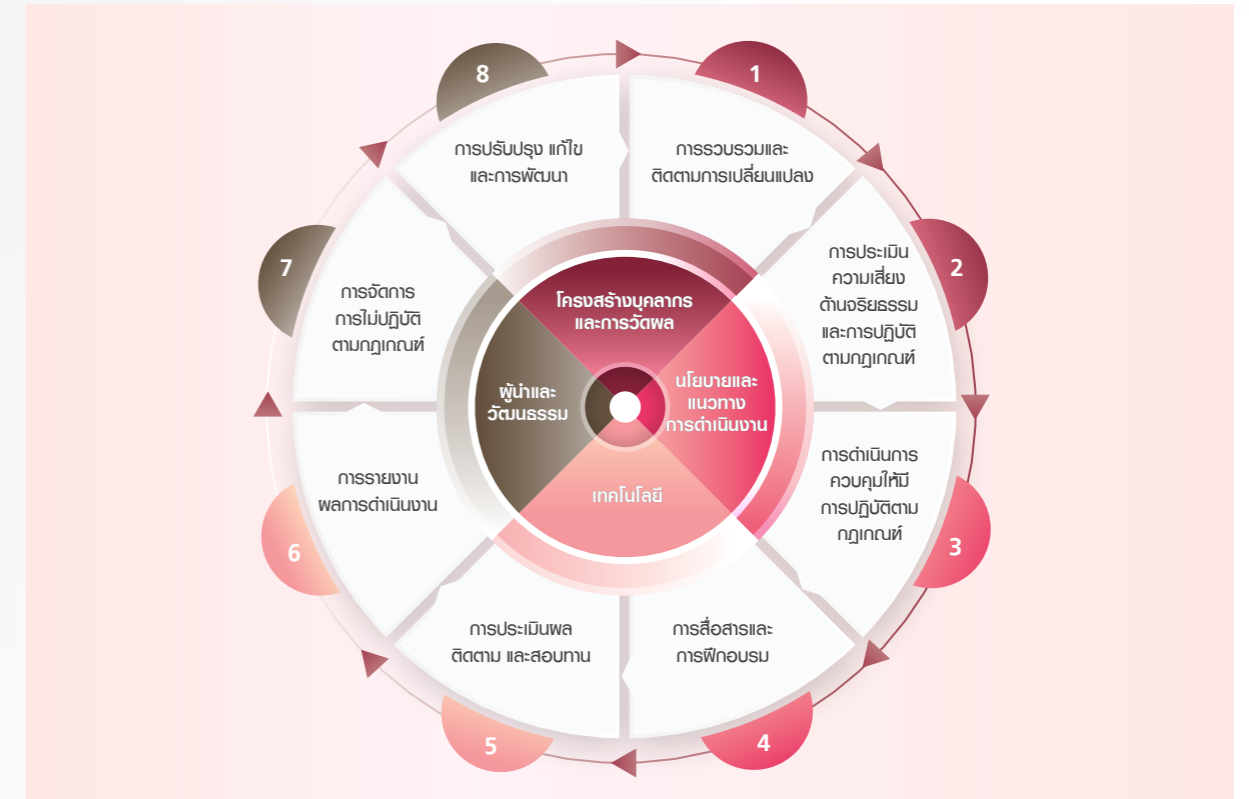 1
การรวบรวมและ
ติดตามการเปลี่ยนแปลง
2
การประเมิน
ความเสี่ยง
ด้านจริยธรรม
และการปฏิบัติ
ตามกฎเกณฑ์
3
การดำเนินการ
ควบคุมให้มี
การปฏิบัติตาม
กฎเกณฑ์
4
การสื่อสารและ
การฝึกอบรม
5
การประเมินผล
ติดตาม และสอบทาน
6
การรายงาน
ผลการดำเนินงาน
7
การจัดการ
การไม่ปฏิบัติ
ตามกฎเกณฑ์
8
การปรับปรุง แก้ไข
และการพัฒนา
โครงสร้างบุคลากร
และการวัดผล
นโยบายและ
แนวทาง
การดำเนินงาน
เทคโนโลยี
ผู้นำและ
วัฒนธรรม